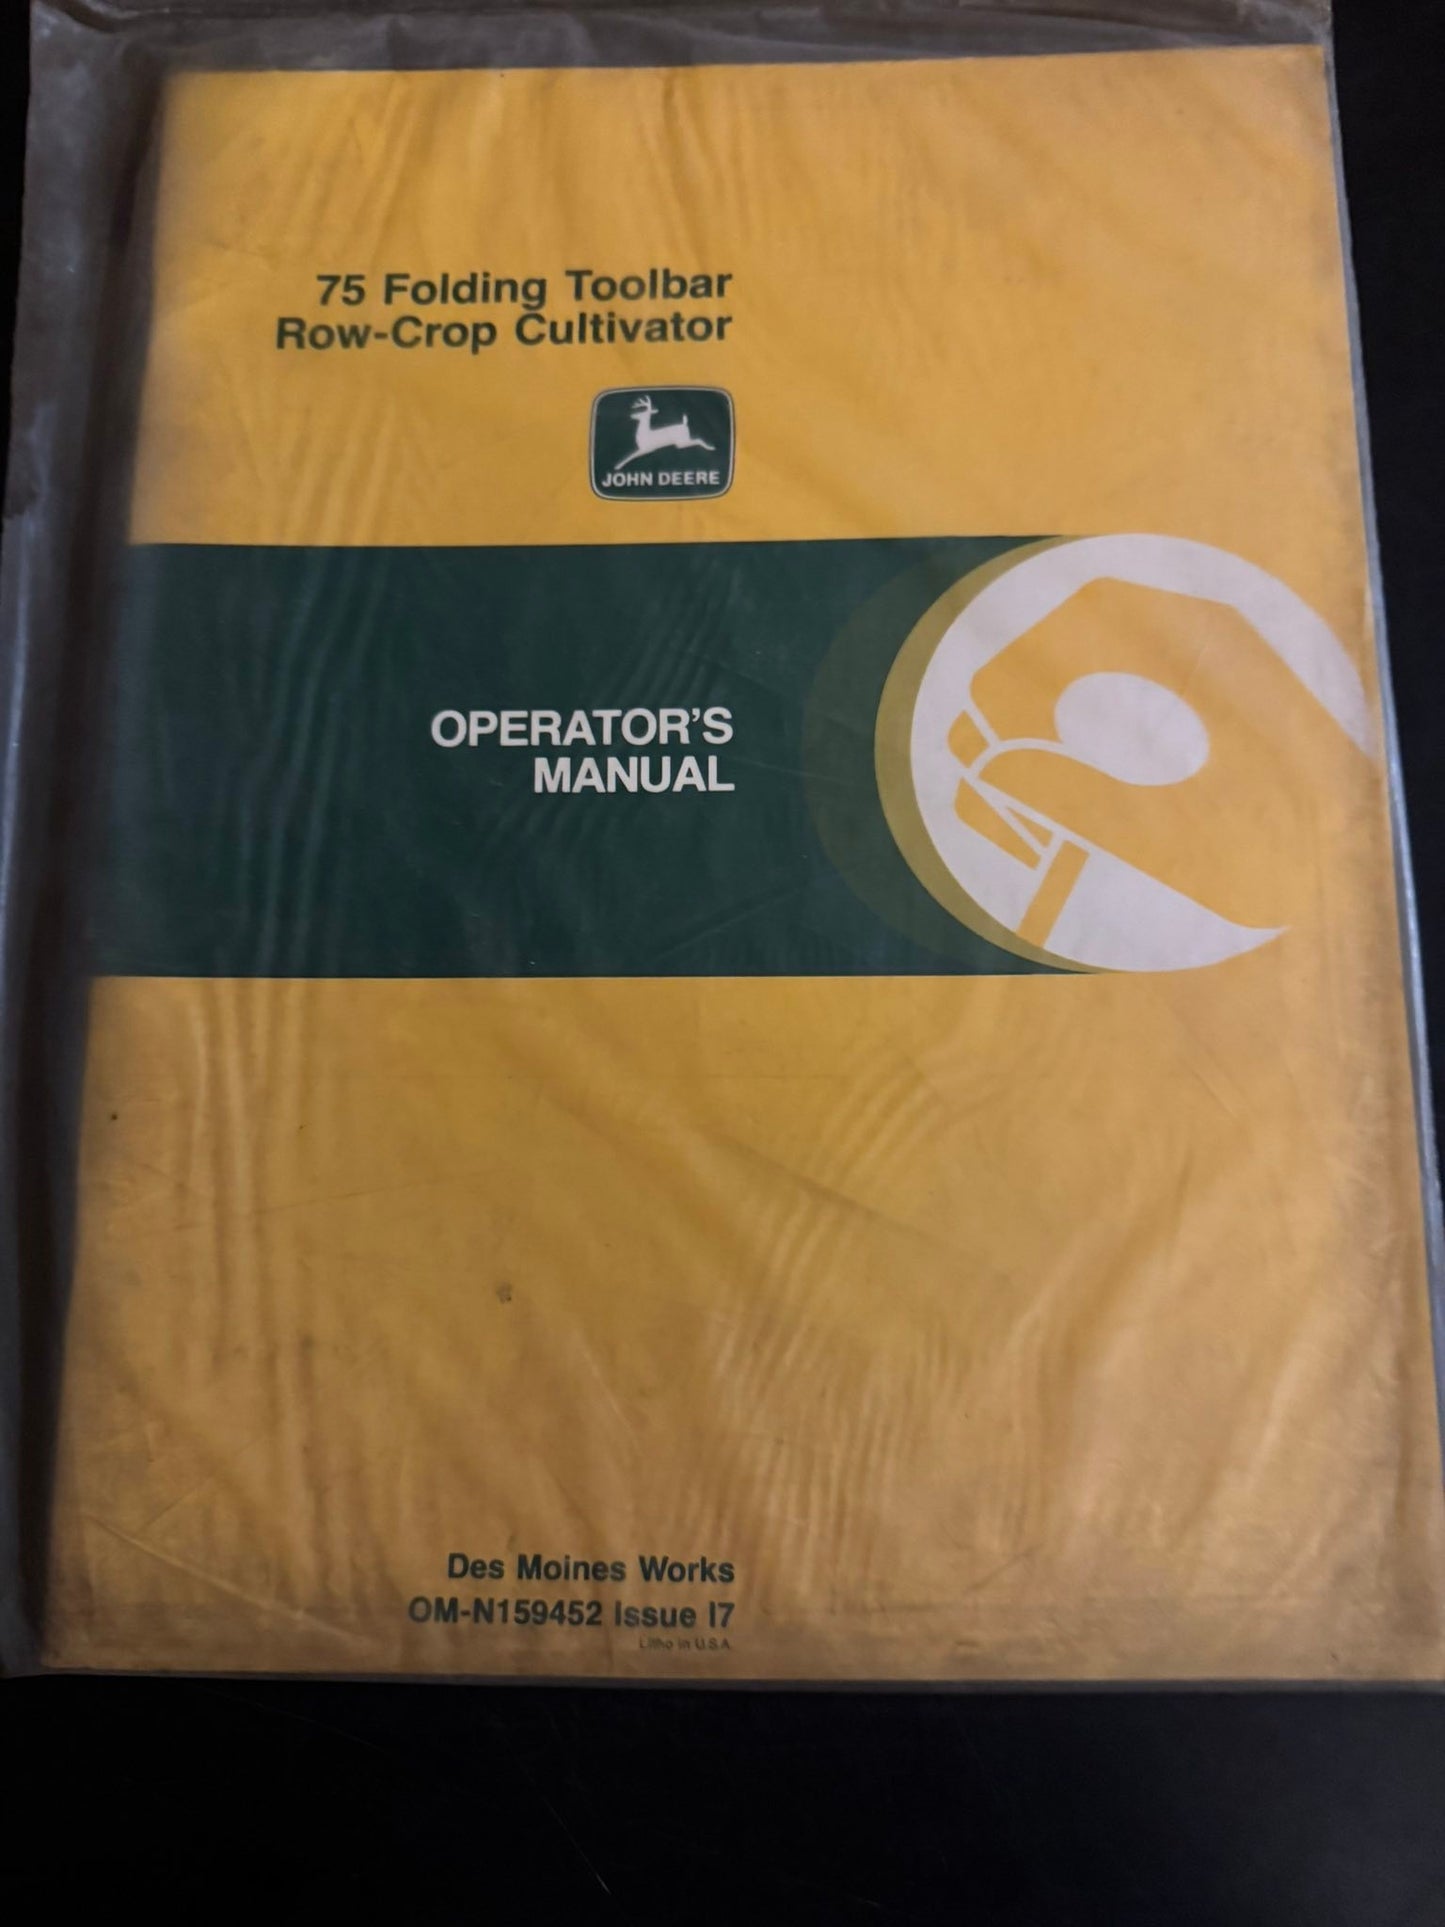 75 Folding Toolbar
Row-Crop Cultivator
JOHN DEERE
OPERATOR'S
MANUAL
Des Moines Works
OM-N159452 Issue I7
Litho in U.S.A.